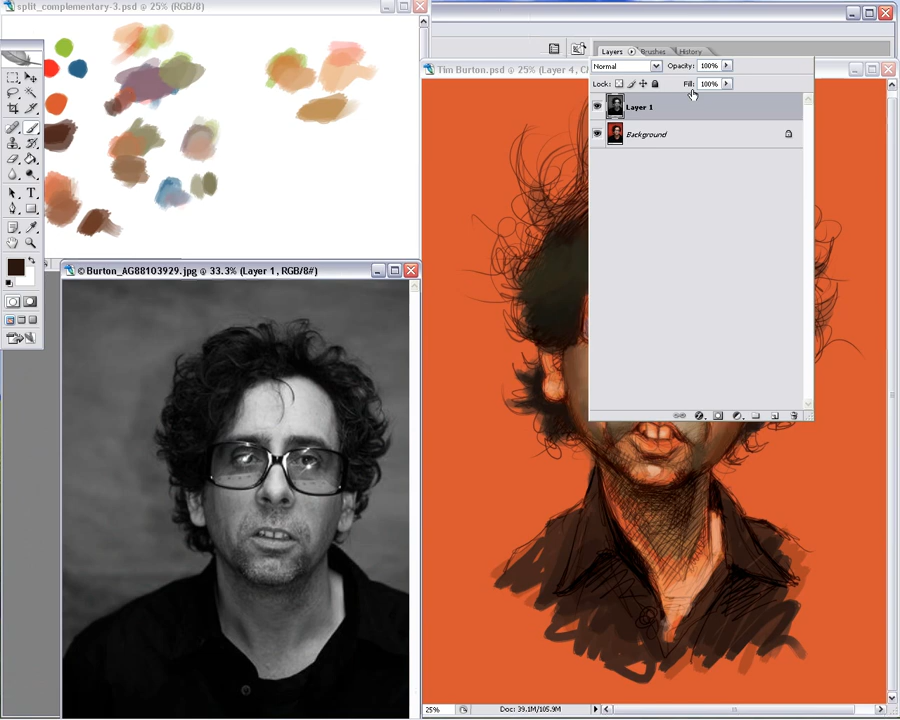 split_complementary-3.psd @ 25% (RGB/8)
Layers
Brushes
History
Normal
Opacity: 100%
Lock:
Fill: 100%
Layer 1
Background
Tim Burton.psd @ 25% (Layer 4, C
© Burton_AG88103929.jpg @ 33.3% (Layer 1, RGB/8#)
T
25%
Doc: 39.1M/105.9M